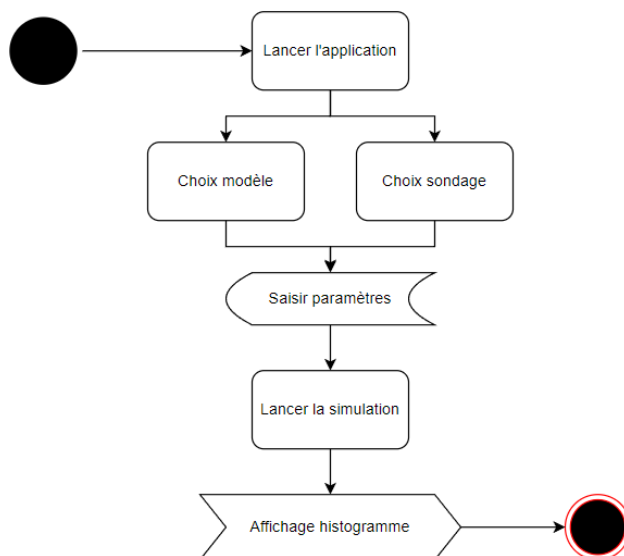 Lancer l'application
Choix modèle
Choix sondage
Saisir paramètres
Lancer la simulation
Affichage histogramme